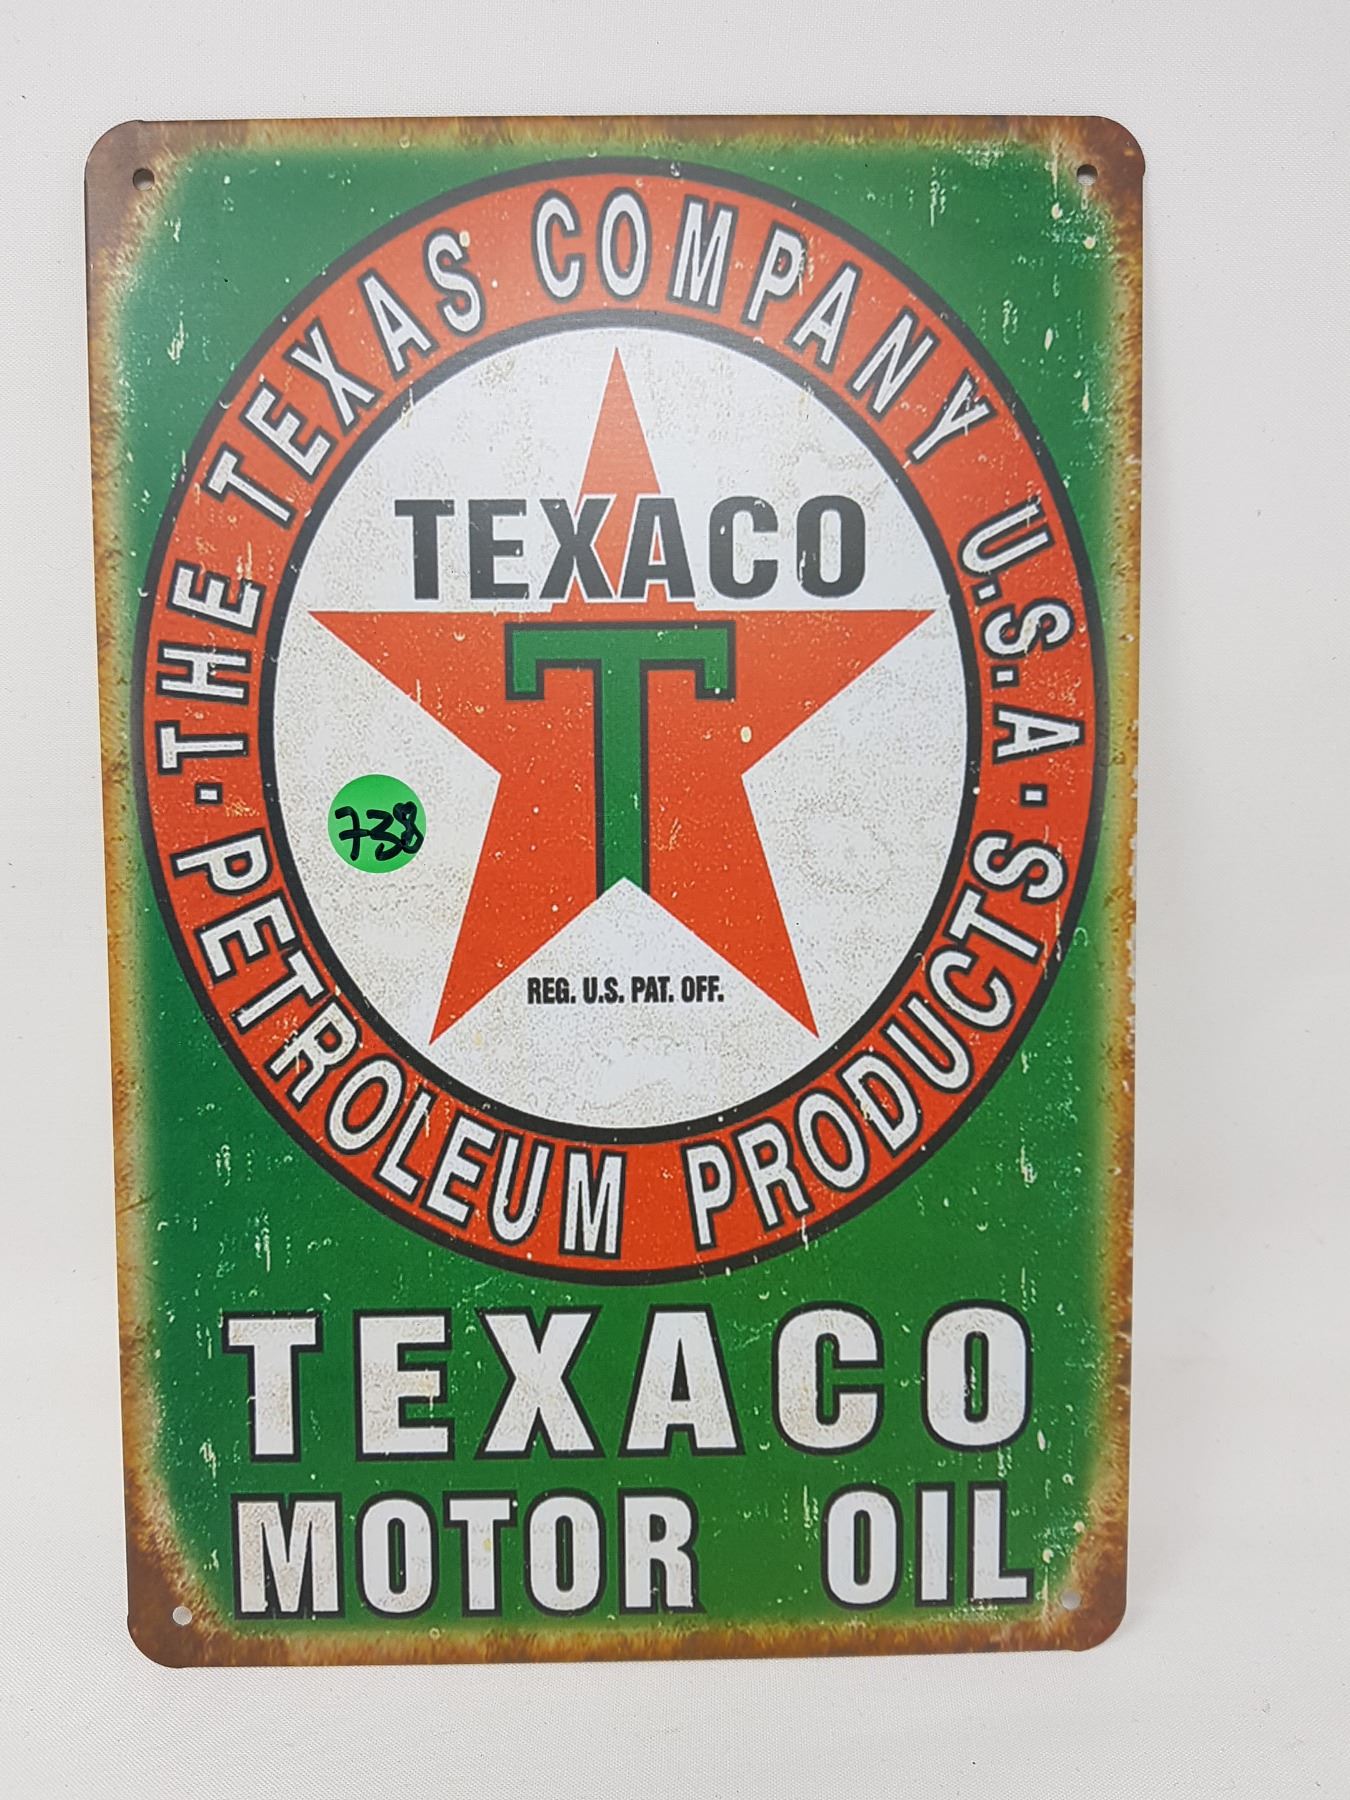 ·THE TEXAS COMPANY U.S.A·
TEXACO
T
738
REG. U.S. PAT. OFF.
PETROLEUM PRODUCTS
TEXACO
MOTOR OIL